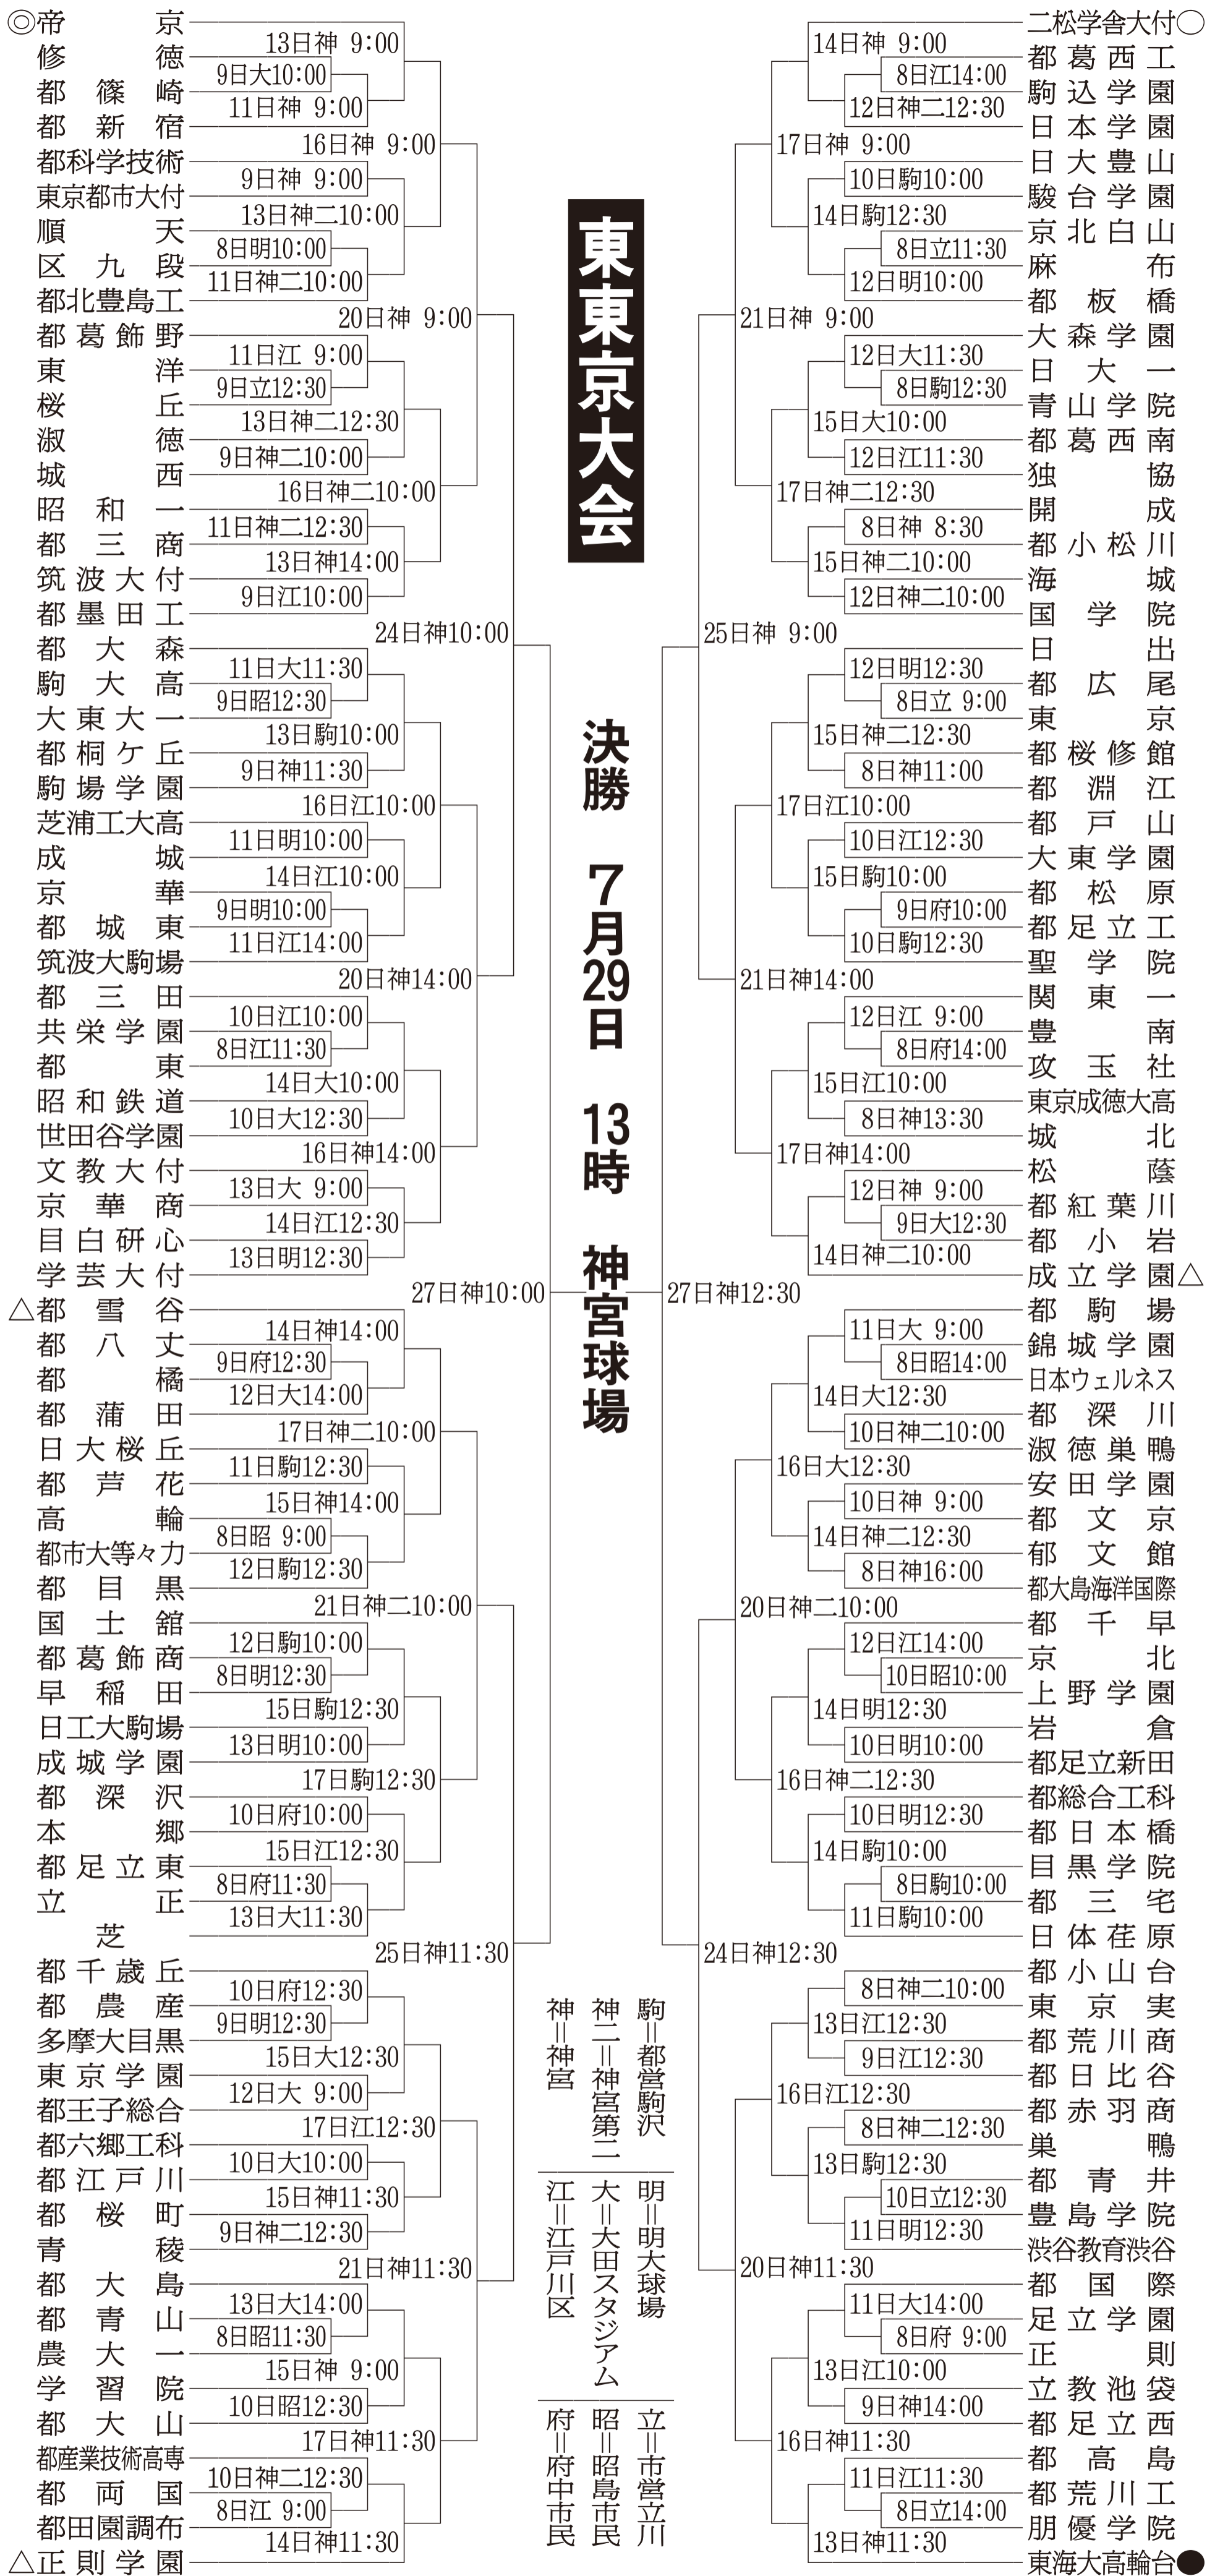 ◎帝京
13日神 9:00
修徳
9日大10:00
都篠崎
11日神 9:00
都新宿
16日神 9:00
都科学技術
9日神 9:00
東京都市大付
13日神二10:00
順天
8日明10:00
区九段
11日神二10:00
都北豊島工
20日神 9:00
都葛飾野
11日江 9:00
東洋
9日立12:30
桜丘
13日神二12:30
淑徳
9日神二10:00
城西
16日神二10:00
昭和一
11日神二12:30
都三商
13日神14:00
筑波大付
9日江10:00
都墨田工
24日神10:00
都大森
11日大11:30
駒大高
9日昭12:30
大東大一
13日駒10:00
都桐ケ丘
9日神11:30
駒場学園
16日江10:00
芝浦工大高
11日明10:00
成城
14日江10:00
京華
9日明10:00
都城東
11日江14:00
筑波大駒場
20日神14:00
都三田
10日江10:00
共栄学園
8日江11:30
都東
14日大10:00
昭和鉄道
10日大12:30
世田谷学園
16日神14:00
文教大付
13日大 9:00
京華商
14日江12:30
目白研心
13日明12:30
学芸大付
27日神10:00
△都雪谷
14日神14:00
都八丈
9日府12:30
都橘
12日大14:00
都蒲田
17日神二10:00
日大桜丘
11日駒12:30
都芦花
15日神14:00
高輪
8日昭 9:00
都市大等々力
12日駒12:30
都目黒
21日神二10:00
国士舘
12日駒10:00
都葛飾商
8日明12:30
早稲田
15日駒12:30
日工大駒場
13日明10:00
成城学園
17日駒12:30
都深沢
10日府10:00
本郷
15日江12:30
都足立東
8日府11:30
立正
13日大11:30
芝
25日神11:30
都千歳丘
10日府12:30
都農産
9日明12:30
多摩大目黒
15日大12:30
東京学園
12日大 9:00
都王子総合
17日江12:30
都六郷工科
10日大10:00
都江戸川
15日神11:30
都桜町
9日神二12:30
青稜
21日神11:30
都大島
13日大14:00
都青山
8日昭11:30
農大一
15日神 9:00
学習院
10日昭12:30
都大山
17日神11:30
都産業技術高専
10日神二12:30
都両国
8日江 9:00
都田園調布
14日神11:30
△正則学園
東東京大会
決勝 7月29日 13時 神宮球場
二松学舎大付○
14日神 9:00
都葛西工
8日江14:00
駒込学園
12日神二12:30
日本学園
17日神 9:00
日大豊山
10日駒10:00
駿台学園
14日駒12:30
京北白山
8日立11:30
麻布
12日明10:00
都板橋
21日神 9:00
大森学園
12日大11:30
日大一
8日駒12:30
青山学院
15日大10:00
都葛西南
12日江11:30
独協
17日神二12:30
開成
8日神 8:30
都小松川
15日神二10:00
海城
12日神二10:00
国学院
25日神 9:00
日出
12日明12:30
都広尾
8日立 9:00
東京
15日神二12:30
都桜修館
8日神11:00
都淵江
17日江10:00
都戸山
10日江12:30
大東学園
15日駒10:00
都松原
9日府10:00
都足立工
10日駒12:30
聖学院
21日神14:00
関東一
12日江 9:00
豊南
8日府14:00
攻玉社
15日江10:00
東京成徳大高
8日神13:30
城北
17日神14:00
松蔭
12日神 9:00
都紅葉川
9日大12:30
都小岩
14日神二10:00
成立学園△
27日神12:30
都駒場
11日大 9:00
錦城学園
8日昭14:00
日本ウェルネス
14日大12:30
都深川
10日神二10:00
淑徳巣鴨
16日大12:30
安田学園
10日神 9:00
都文京
14日神二12:30
郁文館
8日神16:00
都大島海洋国際
20日神二10:00
都千早
12日江14:00
京北
10日昭10:00
上野学園
14日明12:30
岩倉
10日明10:00
都足立新田
16日神二12:30
都総合工科
10日明12:30
都日本橋
14日駒10:00
目黒学院
8日駒10:00
都三宅
11日駒10:00
日体荏原
24日神12:30
都小山台
8日神二10:00
東京実
13日江12:30
都荒川商
9日江12:30
都日比谷
16日江12:30
都赤羽商
8日神二12:30
巣鴨
13日駒12:30
都青井
10日立12:30
豊島学院
11日明12:30
渋谷教育渋谷
20日神11:30
都国際
11日大14:00
足立学園
8日府 9:00
正則
13日江10:00
立教池袋
9日神14:00
都足立西
16日神11:30
都高島
11日江11:30
都荒川工
8日立14:00
朋優学院
13日神11:30
東海大高輪台●
駒=都営駒沢
神二=神宮第二
神=神宮
明=明大球場
大=大田スタジアム
江=江戸川区
立=市営立川
昭=昭島市民
府=府中市民